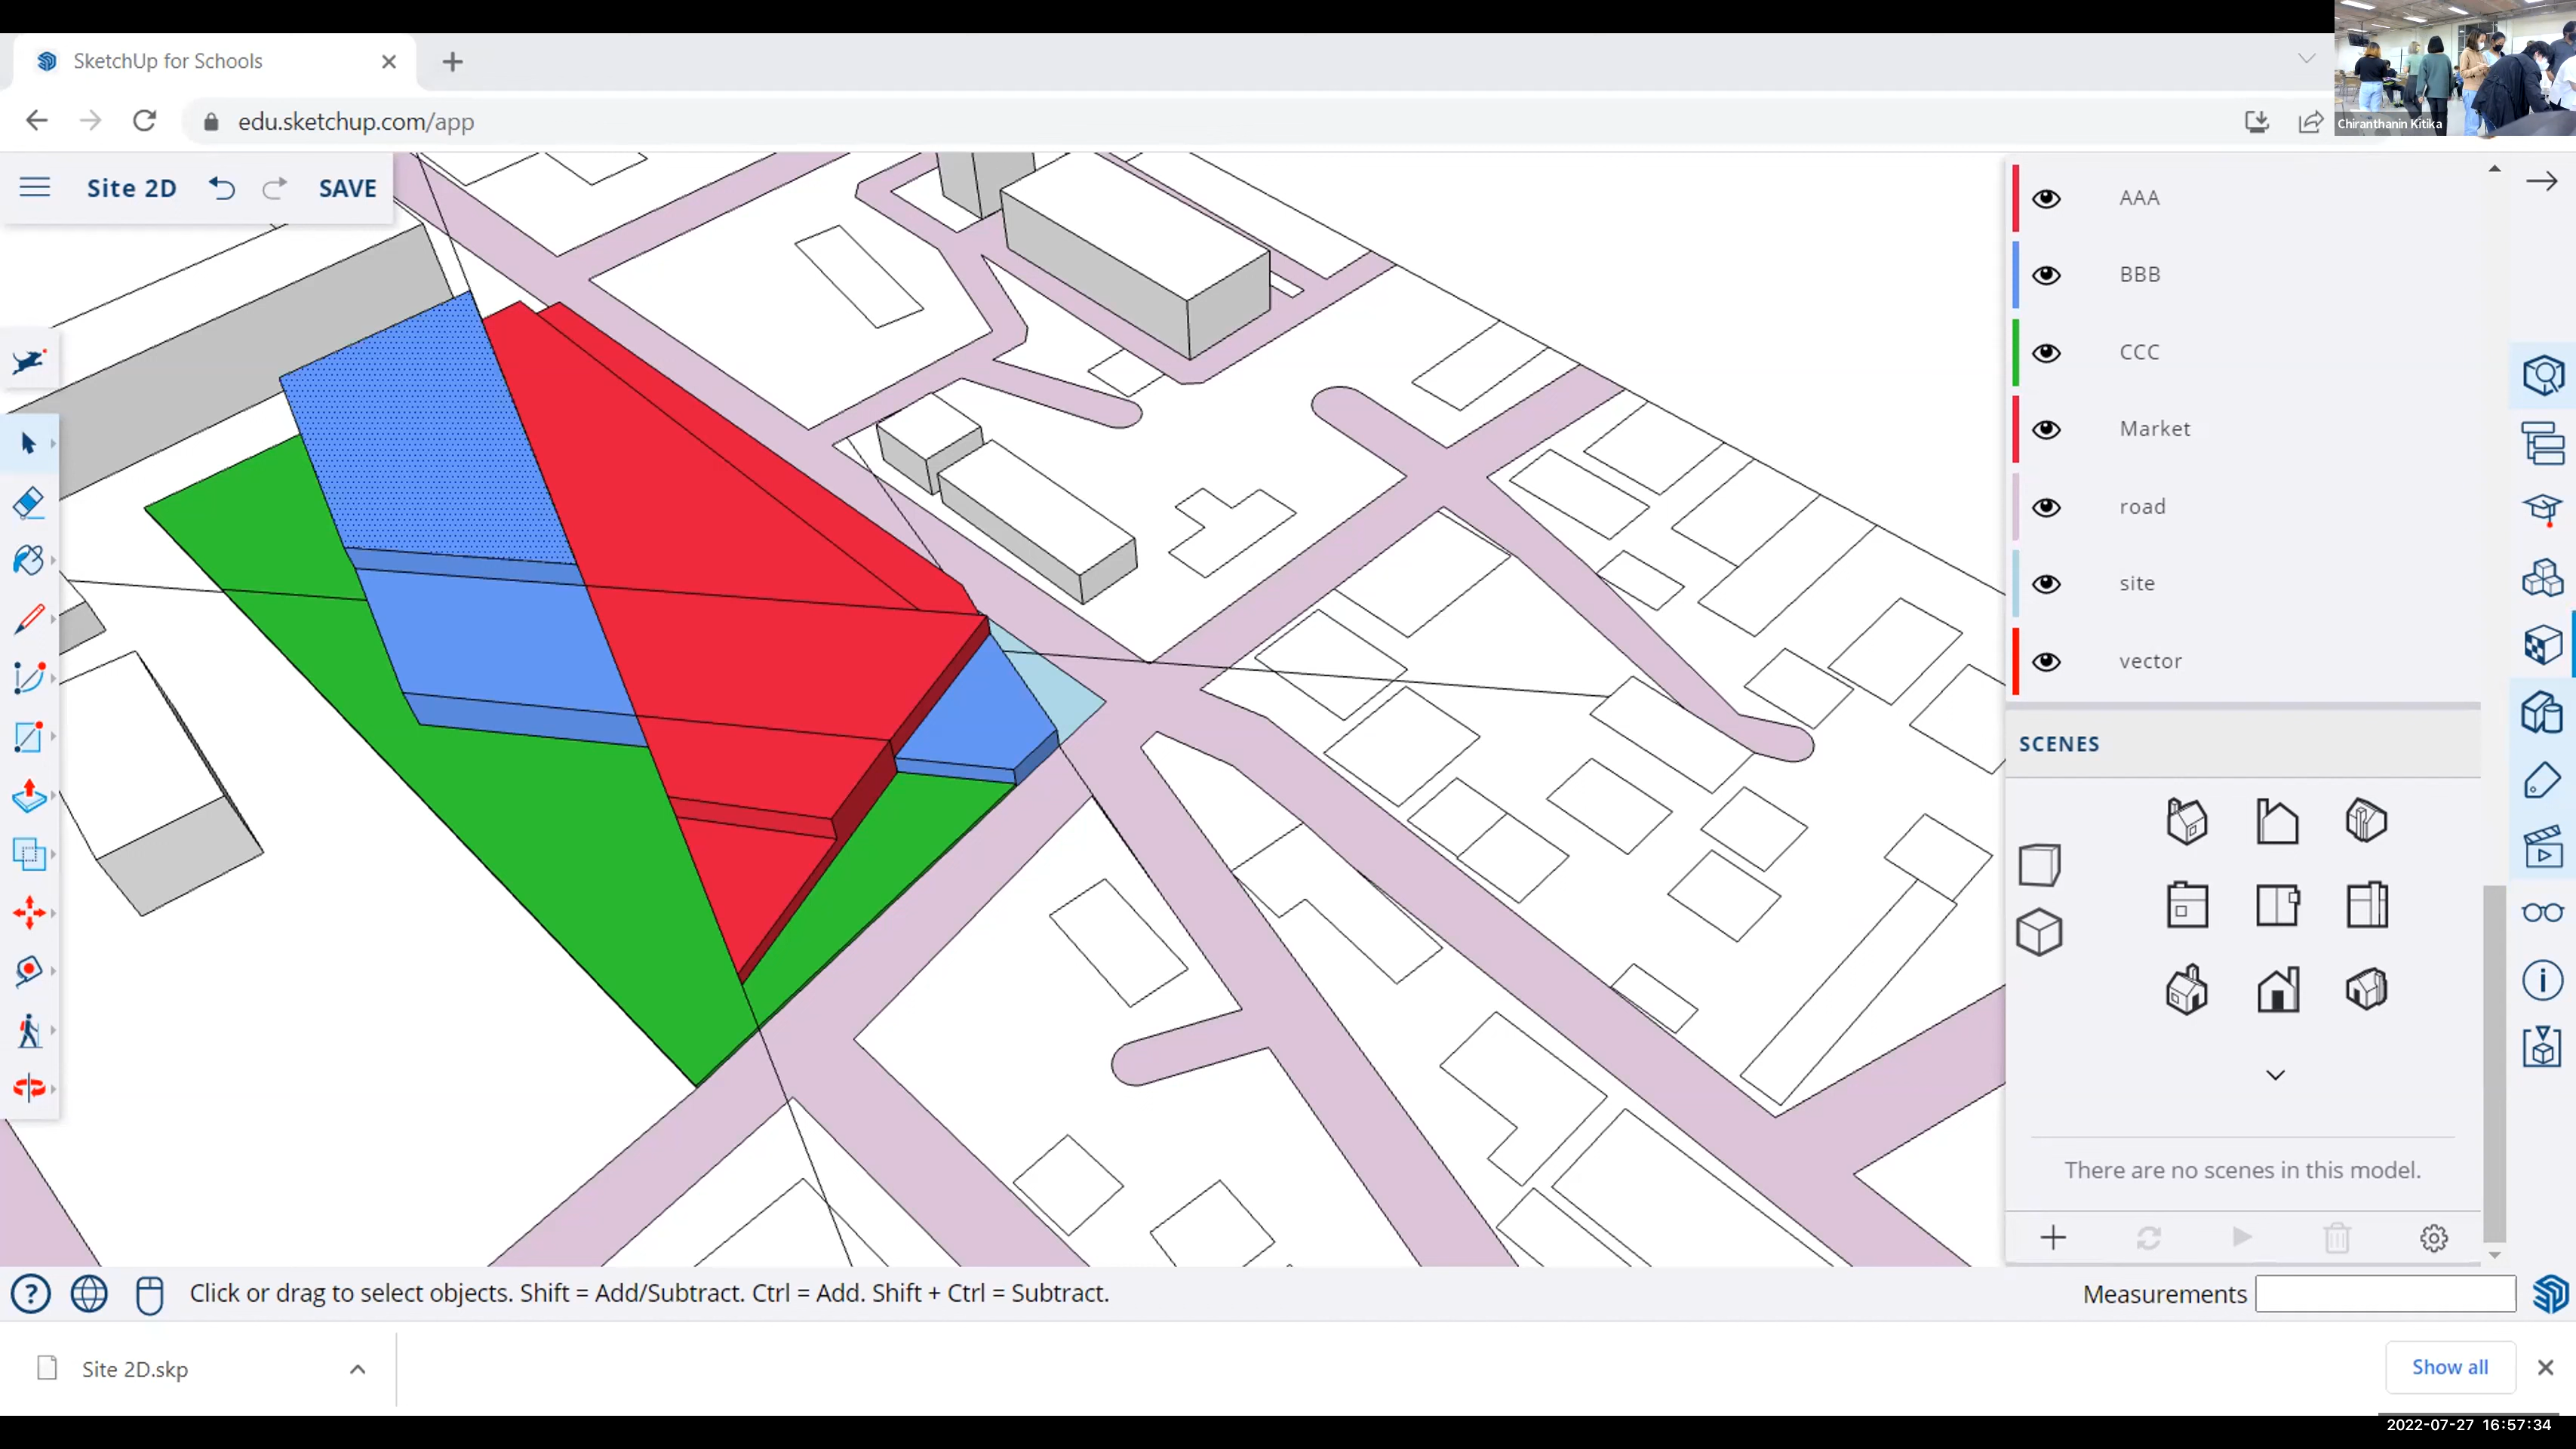 SketchUp for Schools
edu.sketchup.com/app
Chiranthanin Kitika
Site 2D
SAVE
AAA
BBB
CCC
Market
road
site
vector
SCENES
There are no scenes in this model.
Click or drag to select objects. Shift = Add/Subtract. Ctrl = Add. Shift + Ctrl = Subtract.
Measurements
Site 2D.skp
Show all
2022-07-27 16:57:34